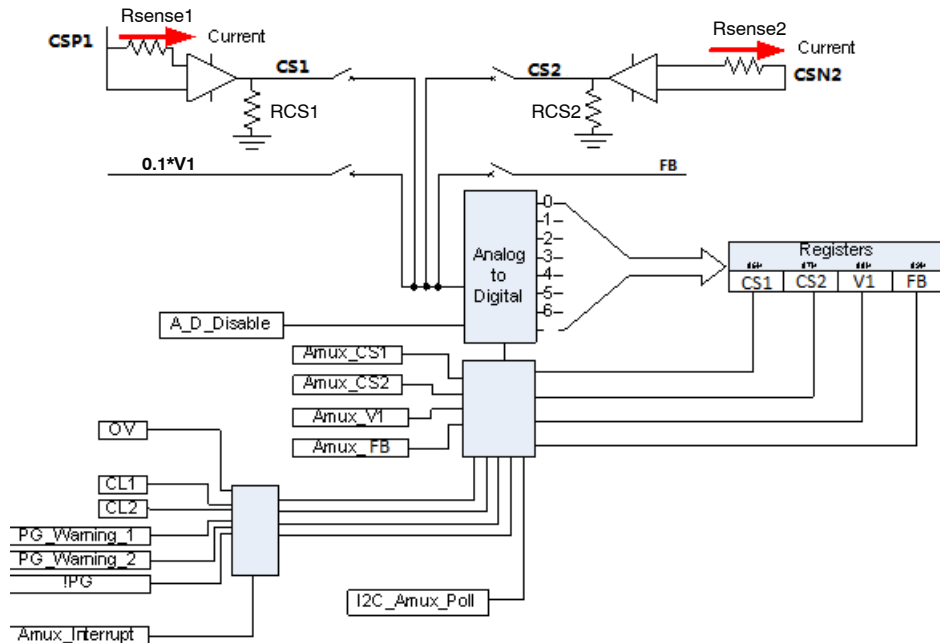 Rsense1
CSP1
Current
CS1
RCS1
Rsense2
Current
CS2
CSN2
RCS2
0.1*V1
FB
Analog
to
Digital
0
1
2
3
4
5
6
Registers
CS1 CS2 V1 FB
A_D_Disable
Amux_CS1
Amux_CS2
Amux_V1
Amux_FB
OV
CL1
CL2
PG_Warning_1
PG_Warning_2
!PG
Amux_Interrupt
I2C_Amux_Poll